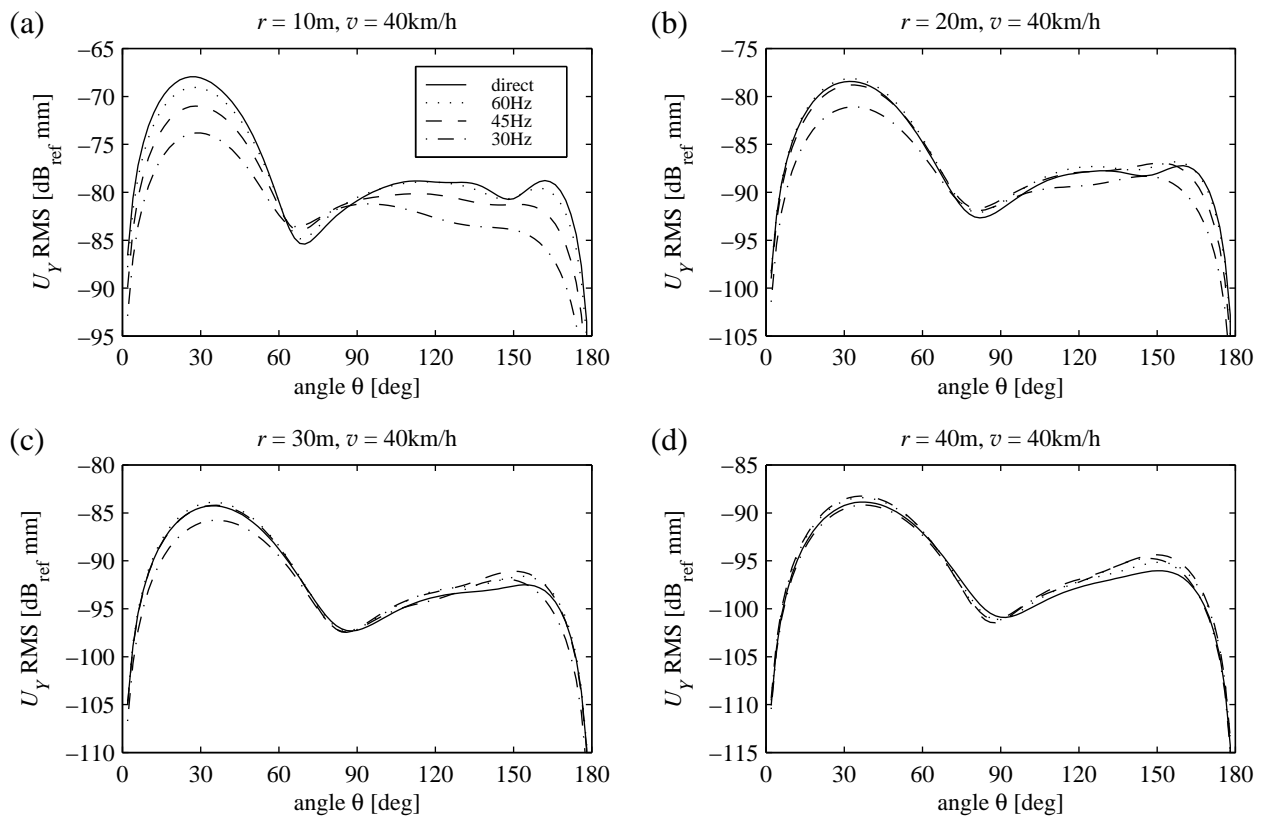 (a)
r = 10m, v = 40km/h
−65
−70
−75
−80
−85
−90
−95
U_Y RMS [dB_ref mm]
direct
60Hz
45Hz
30Hz
0 30 60 90 120 150 180
angle θ [deg]
(b)
r = 20m, v = 40km/h
−75
−80
−85
−90
−95
−100
−105
U_Y RMS [dB_ref mm]
0 30 60 90 120 150 180
angle θ [deg]
(c)
r = 30m, v = 40km/h
−80
−85
−90
−95
−100
−105
−110
U_Y RMS [dB_ref mm]
0 30 60 90 120 150 180
angle θ [deg]
(d)
r = 40m, v = 40km/h
−85
−90
−95
−100
−105
−110
−115
U_Y RMS [dB_ref mm]
0 30 60 90 120 150 180
angle θ [deg]